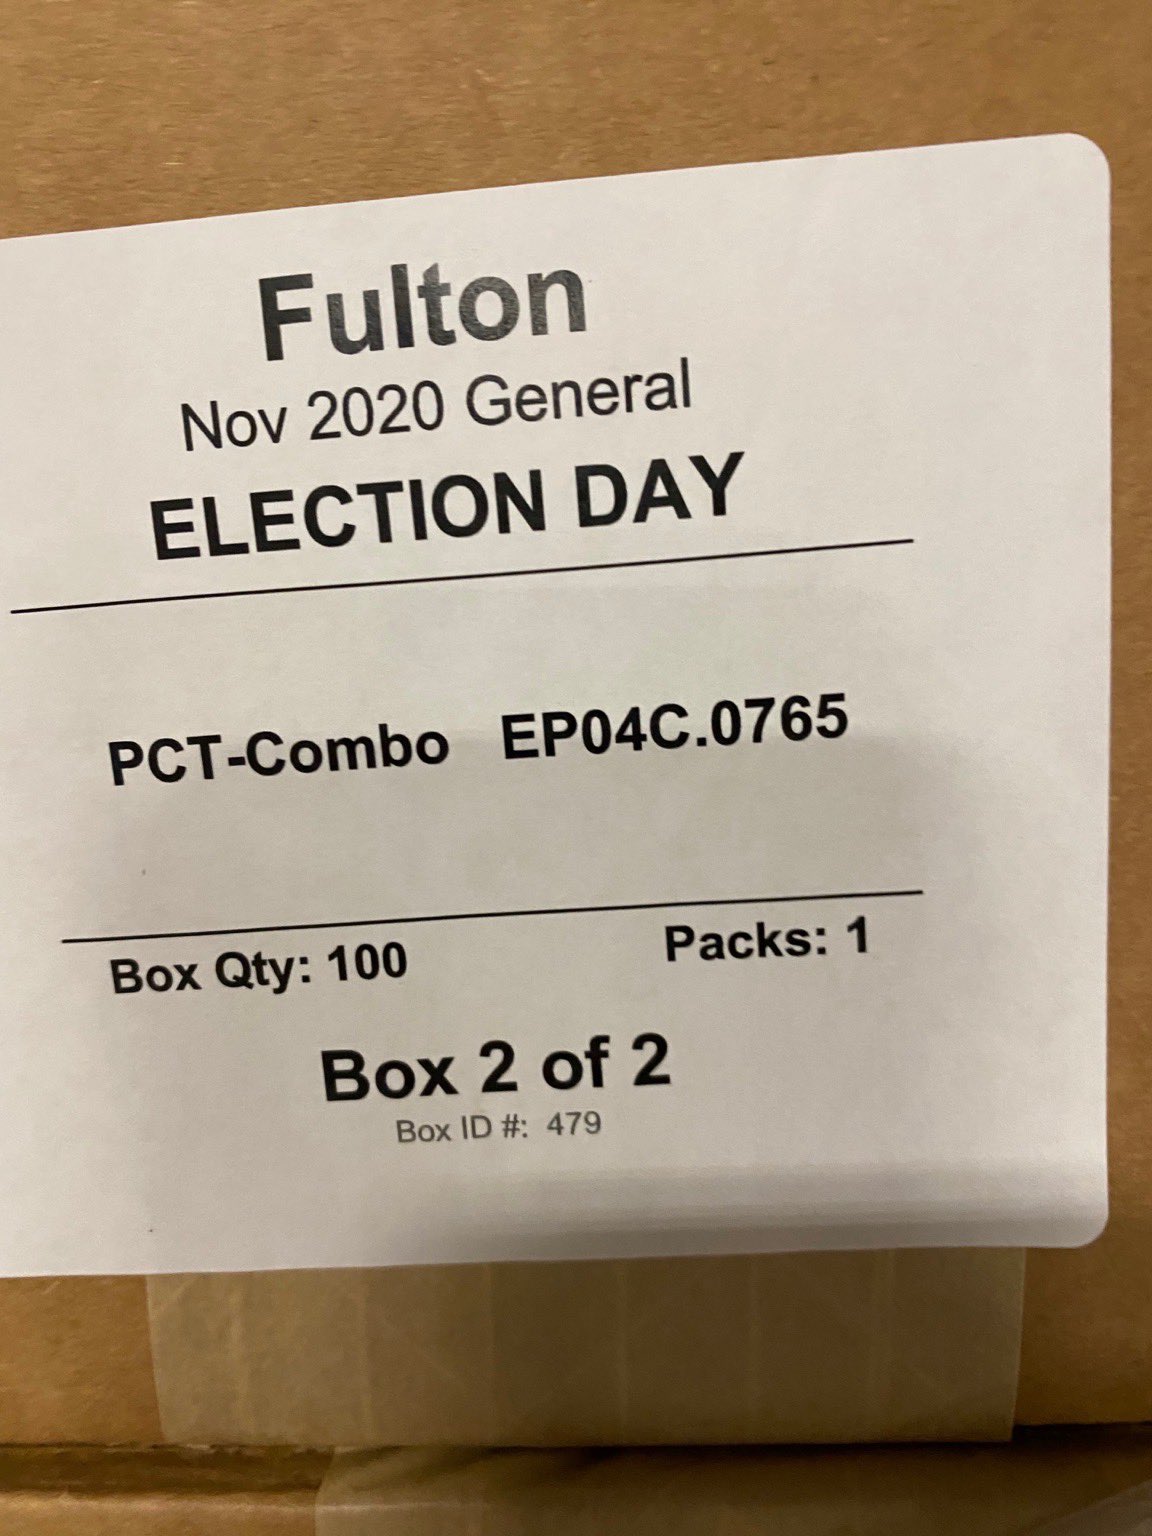 Fulton
Nov 2020 General
ELECTION DAY
PCT-Combo EP04C.0765
Box Qty: 100 Packs: 1
Box 2 of 2
Box ID #: 479